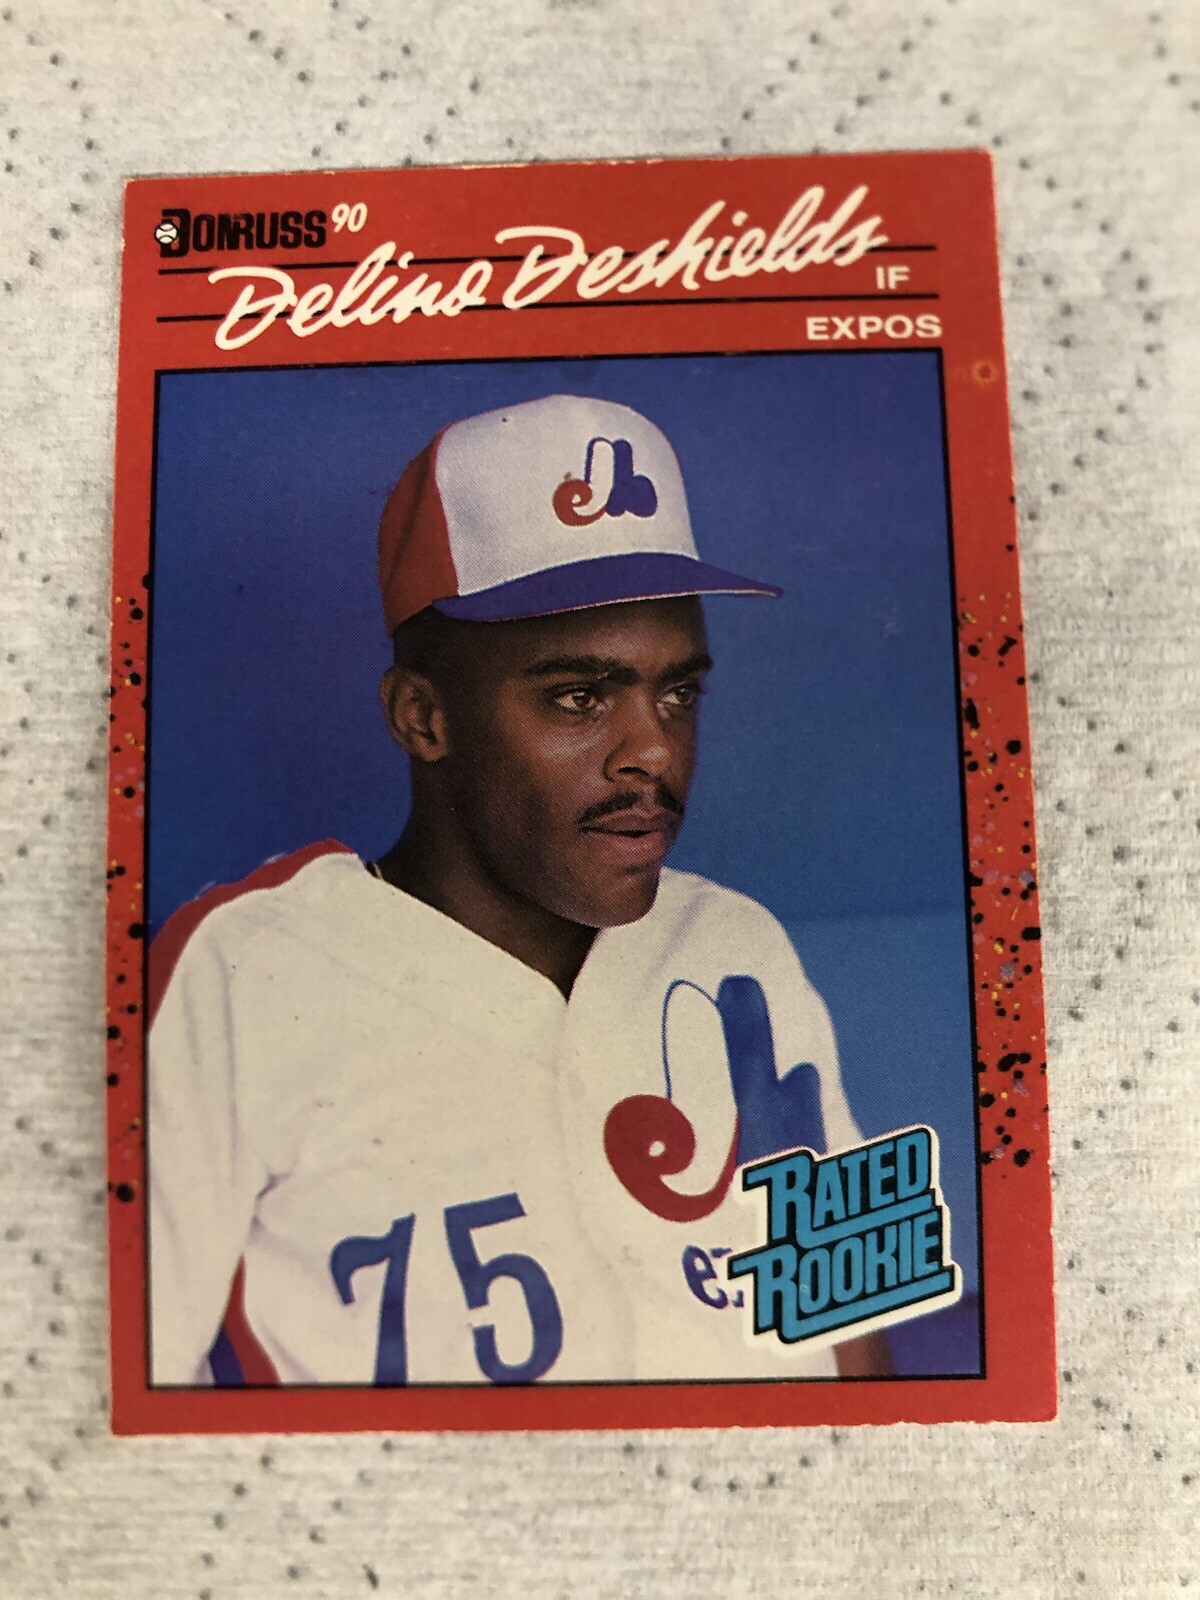 DONRUSS 90
Delino Deshields
IF
EXPOS
75
RATED
ROOKIE